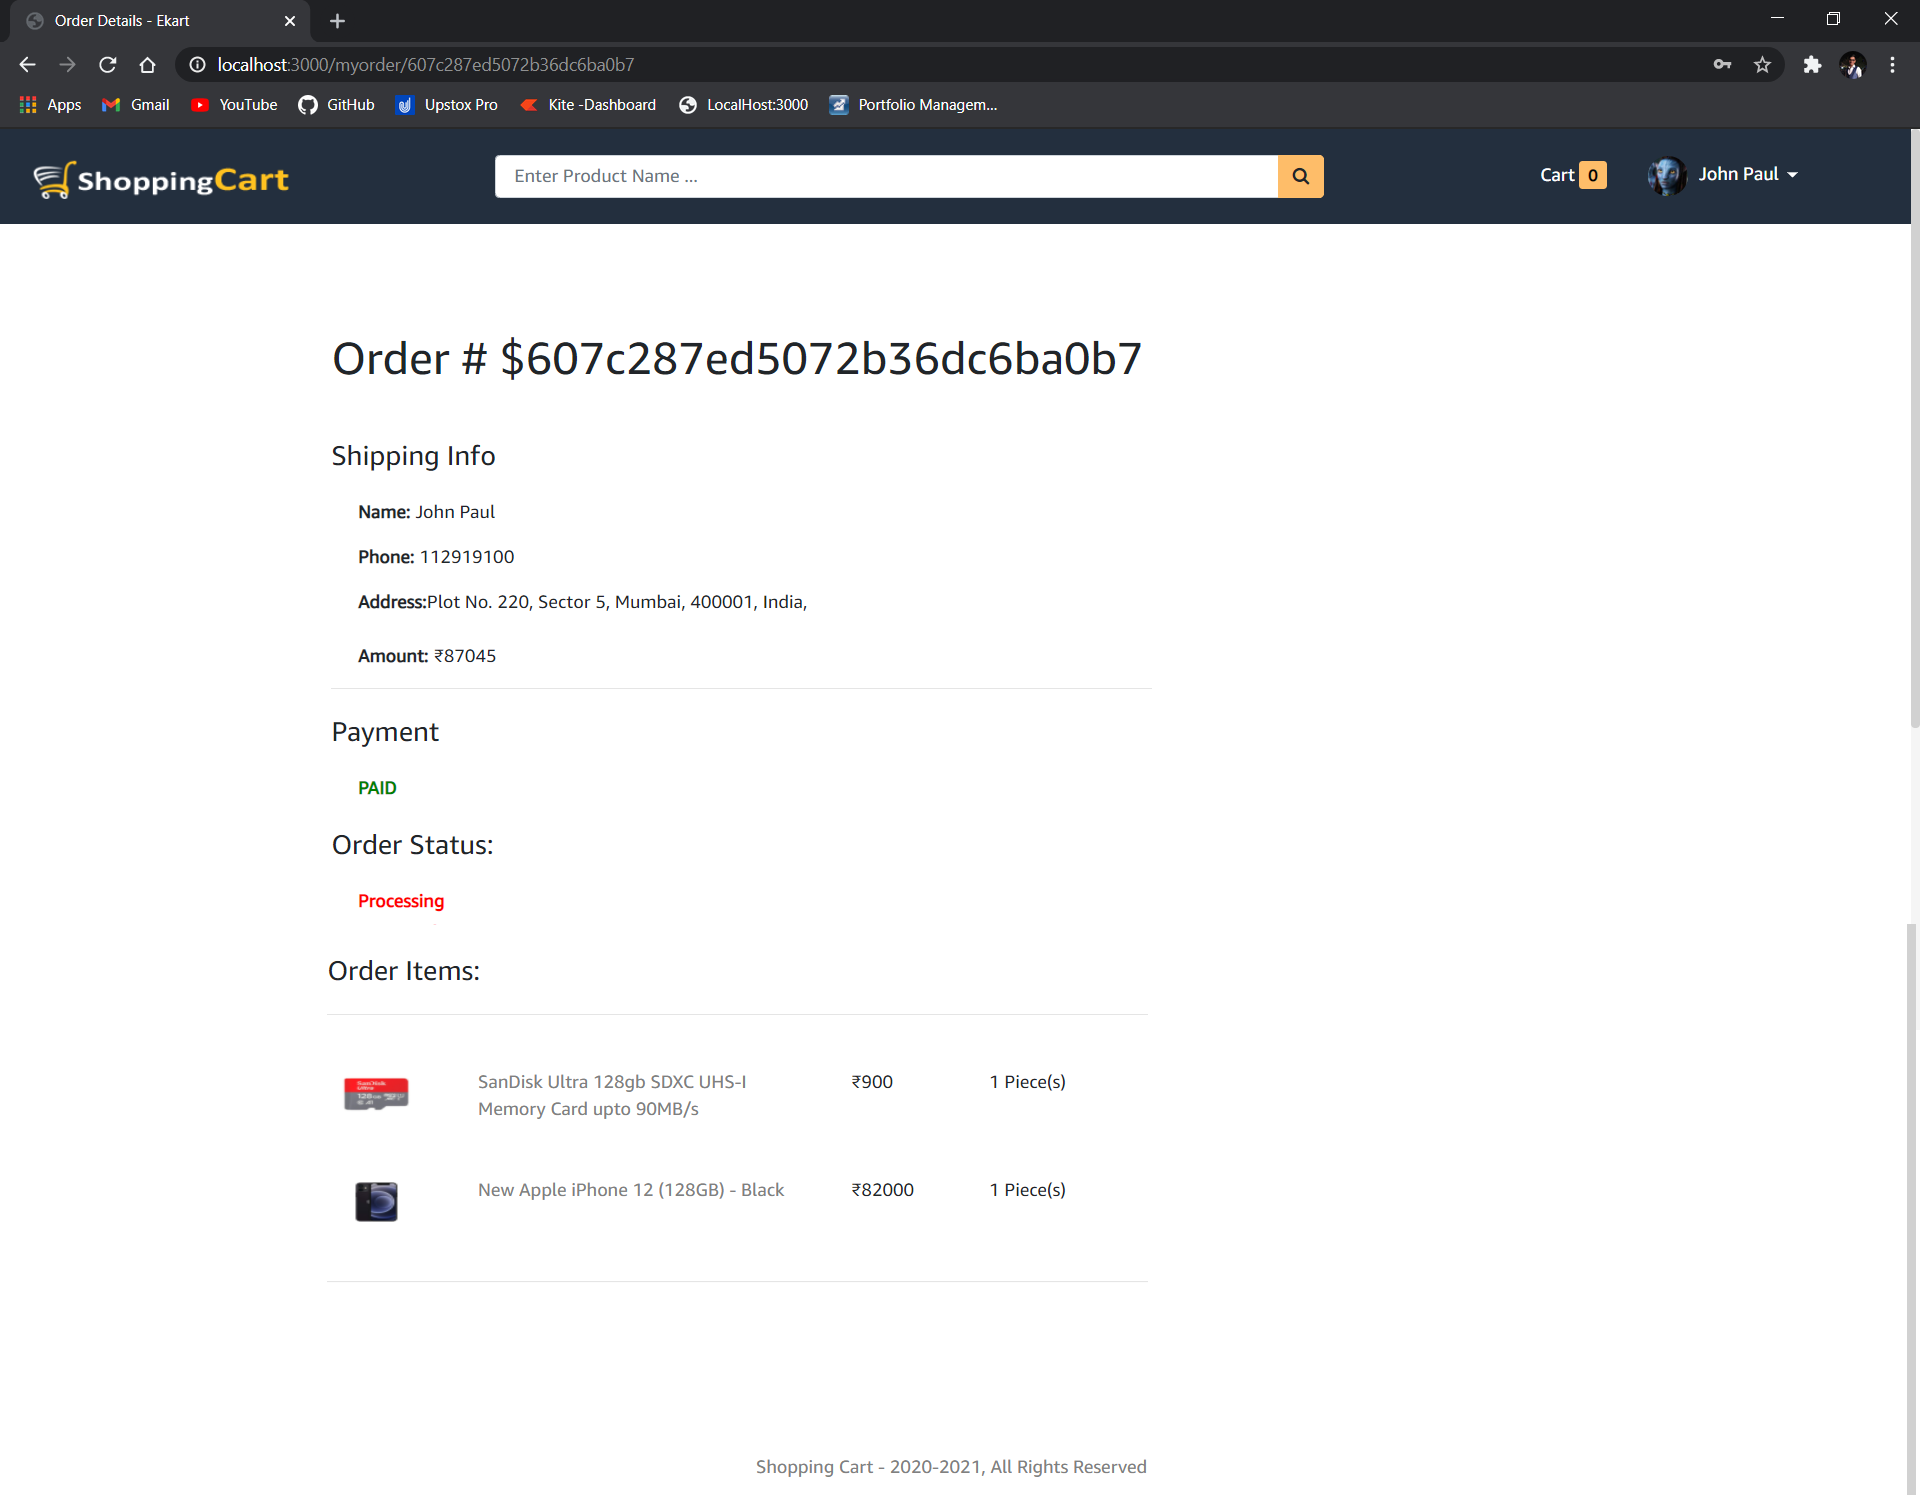 Order Details - Ekart
localhost:3000/myorder/607c287ed5072b36dc6ba0b7
Apps Gmail YouTube GitHub Upstox Pro Kite -Dashboard LocalHost:3000 Portfolio Managem...
ShoppingCart Enter Product Name ... Cart 0 John Paul
Order # $607c287ed5072b36dc6ba0b7
Shipping Info
Name: John Paul
Phone: 112919100
Address:Plot No. 220, Sector 5, Mumbai, 400001, India,
Amount: ₹87045
Payment
PAID
Order Status:
Processing
Order Items:
SanDisk Ultra 128gb SDXC UHS-I ₹900 1 Piece(s)
Memory Card upto 90MB/s
New Apple iPhone 12 (128GB) - Black ₹82000 1 Piece(s)
Shopping Cart - 2020-2021, All Rights Reserved